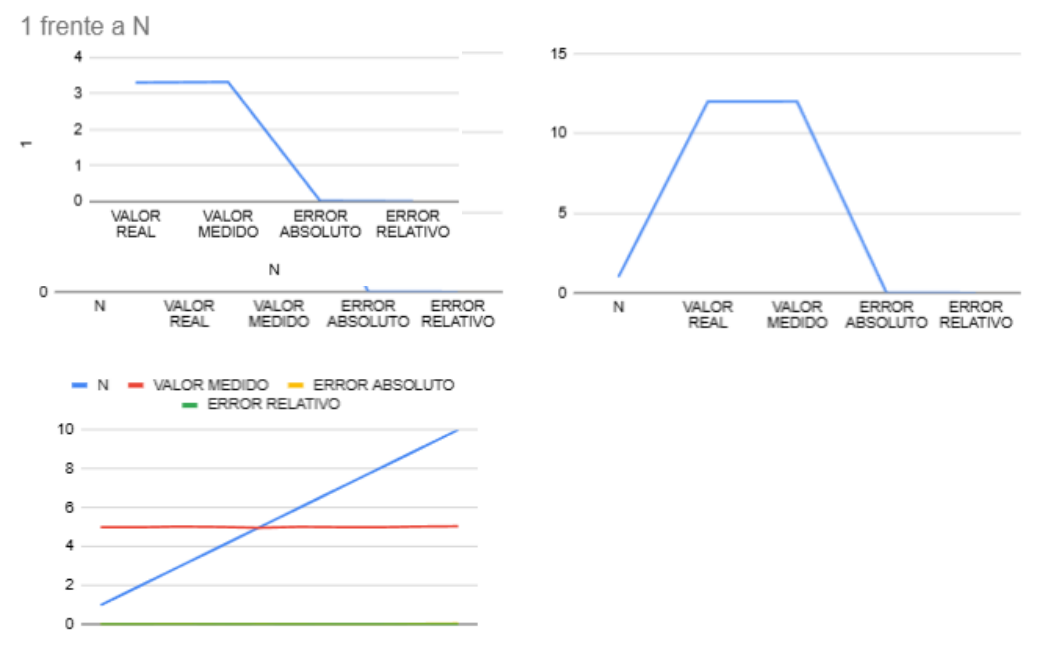 1 frente a N
4
3
2
1
0
1
VALOR REAL
VALOR MEDIDO
ERROR ABSOLUTO
ERROR RELATIVO
N
0
N
VALOR REAL
VALOR MEDIDO
ERROR ABSOLUTO
ERROR RELATIVO
15
10
5
0
N
VALOR REAL
VALOR MEDIDO
ERROR ABSOLUTO
ERROR RELATIVO
N VALOR MEDIDO ERROR ABSOLUTO
ERROR RELATIVO
10
8
6
4
2
0